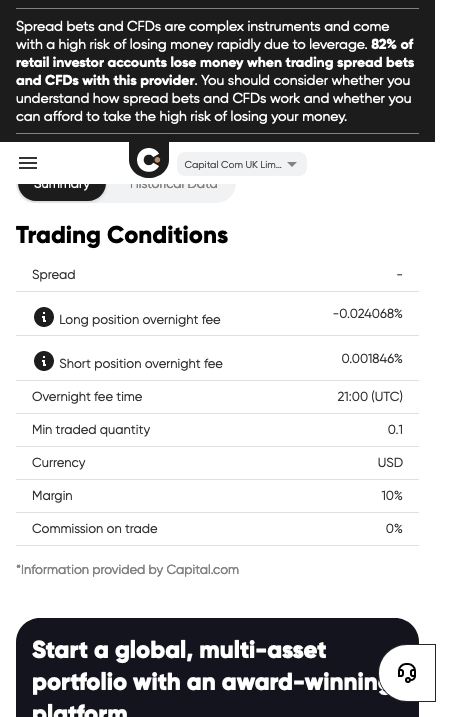 Spread bets and CFDs are complex instruments and come
with a high risk of losing money rapidly due to leverage. 82% of
retail investor accounts lose money when trading spread bets
and CFDs with this provider. You should consider whether you
understand how spread bets and CFDs work and whether you
can afford to take the high risk of losing your money.
Capital Com UK Lim...
Summary Historical Data
Trading Conditions
Spread -
Long position overnight fee -0.024068%
Short position overnight fee 0.001846%
Overnight fee time 21:00 (UTC)
Min traded quantity 0.1
Currency USD
Margin 10%
Commission on trade 0%
*Information provided by Capital.com
Start a global, multi-asset
portfolio with an award-winning
platform